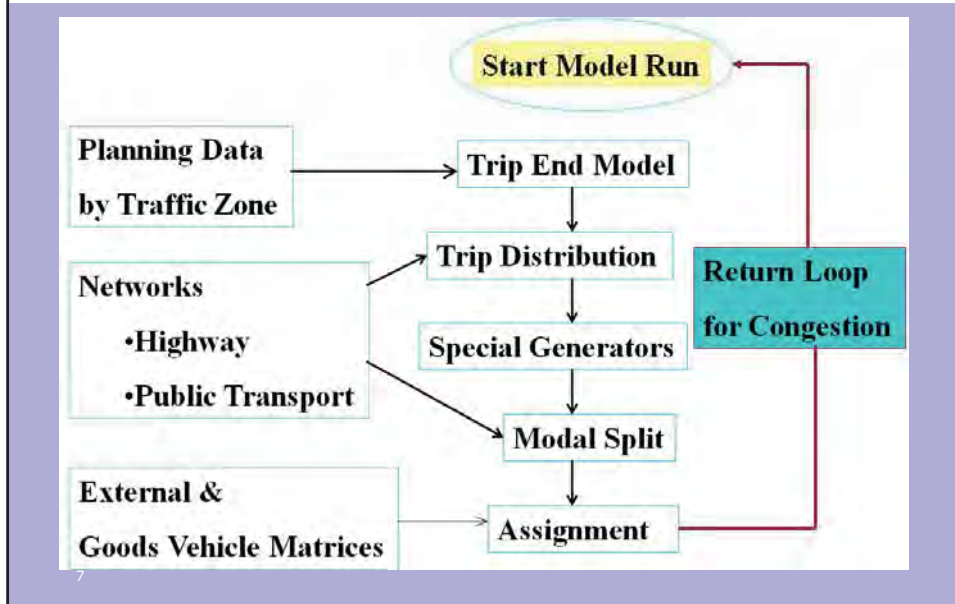 Start Model Run
Planning Data
by Traffic Zone
Trip End Model
Trip Distribution
Networks
•Highway
•Public Transport
Return Loop
for Congestion
Special Generators
Modal Split
External &
Goods Vehicle Matrices
Assignment
7